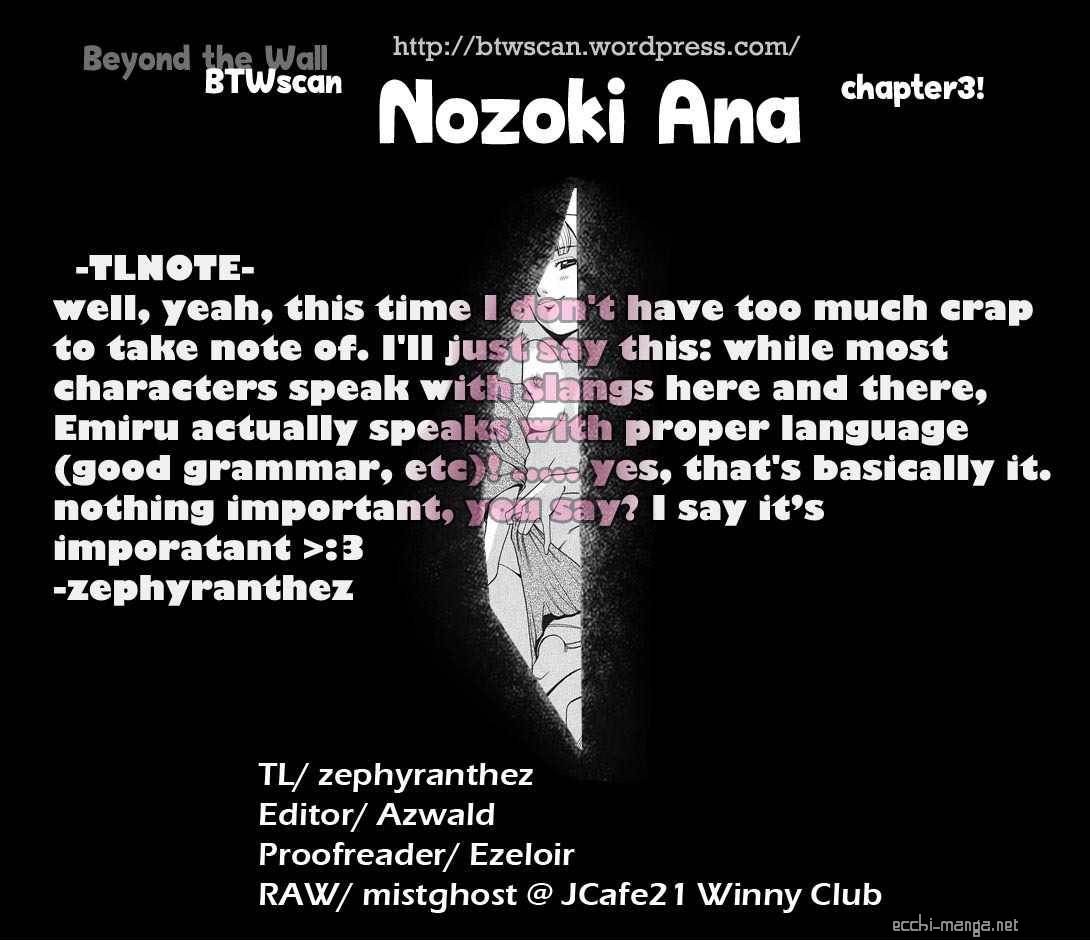 http://btwscan.wordpress.com/
Beyond the Wall
BTWscan
Nozoki Ana
chapter3!
-TLNOTE-
well, yeah, this time I don't have too much crap
to take note of. I'll just say this: while most
characters speak with slangs here and there,
Emiru actually speaks with proper language
(good grammar, etc)! ...... yes, that's basically it.
nothing important, you say? I say it's
imporatant >:3
-zephyranthez
TL/ zephyranthez
Editor/ Azwald
Proofreader/ Ezeloir
RAW/ mistghost @ JCafe21 Winny Club
ecchi-manga.net